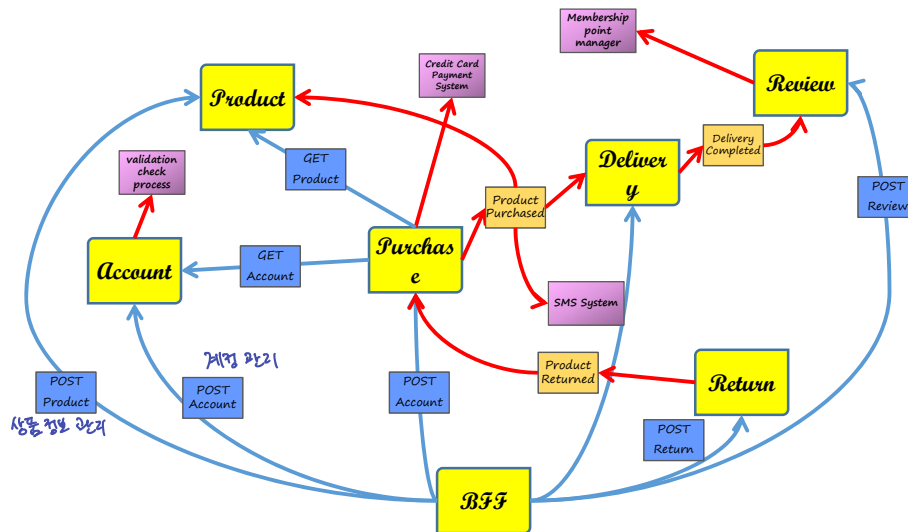 Membership
point
manager
Credit Card
Payment
System
Product
Review
Delivery
Completed
validation
check
process
GET
Product
Deliver
y
POST
Review
Product
Purchased
Purchas
e
GET
Account
Account
SMS System
계정 관리
Product
Returned
Return
POST
Product
POST
Account
POST
Account
상품 정보 관리
POST
Return
BFF